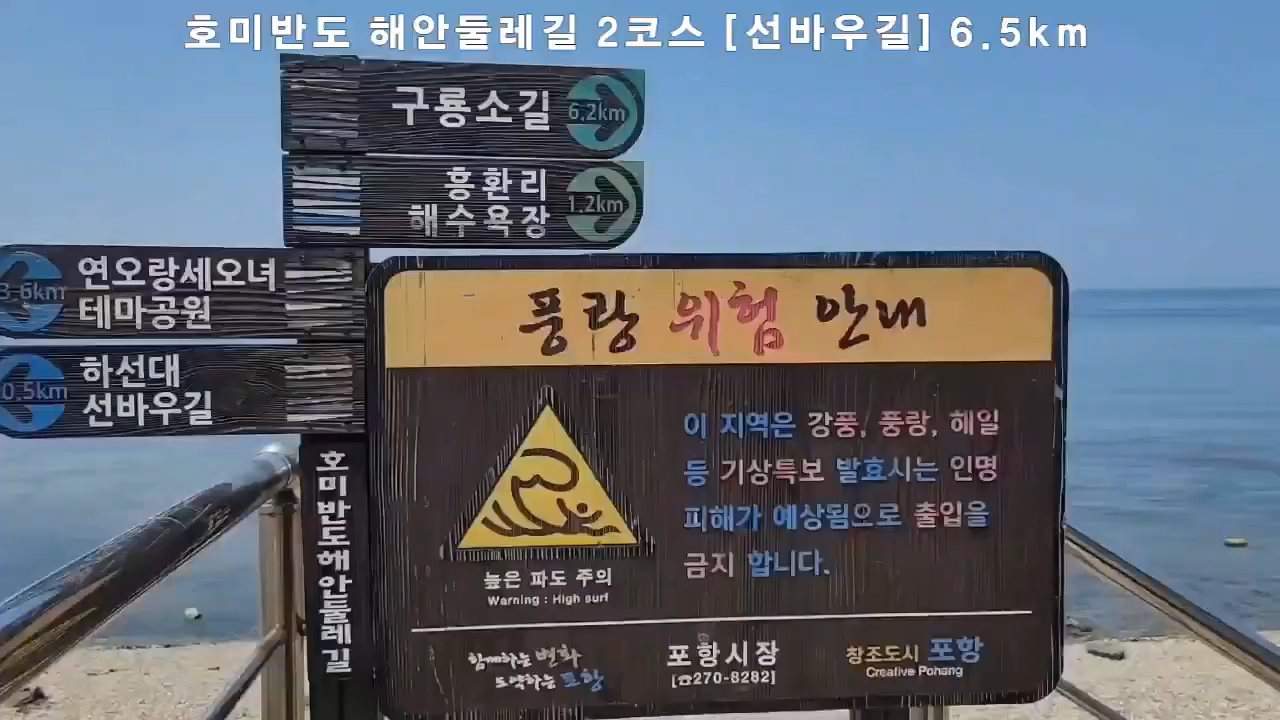 호미반도 해안둘레길 2코스 [선바우길] 6.5km
구룡소길 6.2km
흥환리
해수욕장 1.2km
3.6km 연오랑세오녀
테마공원
0.5km 하선대
선바우길
호미반도해안둘레길
풍랑 위험 안내
이 지역은 강풍, 풍랑, 해일
등 기상특보 발효시는 인명
피해가 예상됨으로 출입을
금지 합니다.
높은 파도 주의
Warning : High surf
함께하는 변화
도약하는 포항
포항시장
[☎270-8282]
창조도시 포항
Creative Pohang